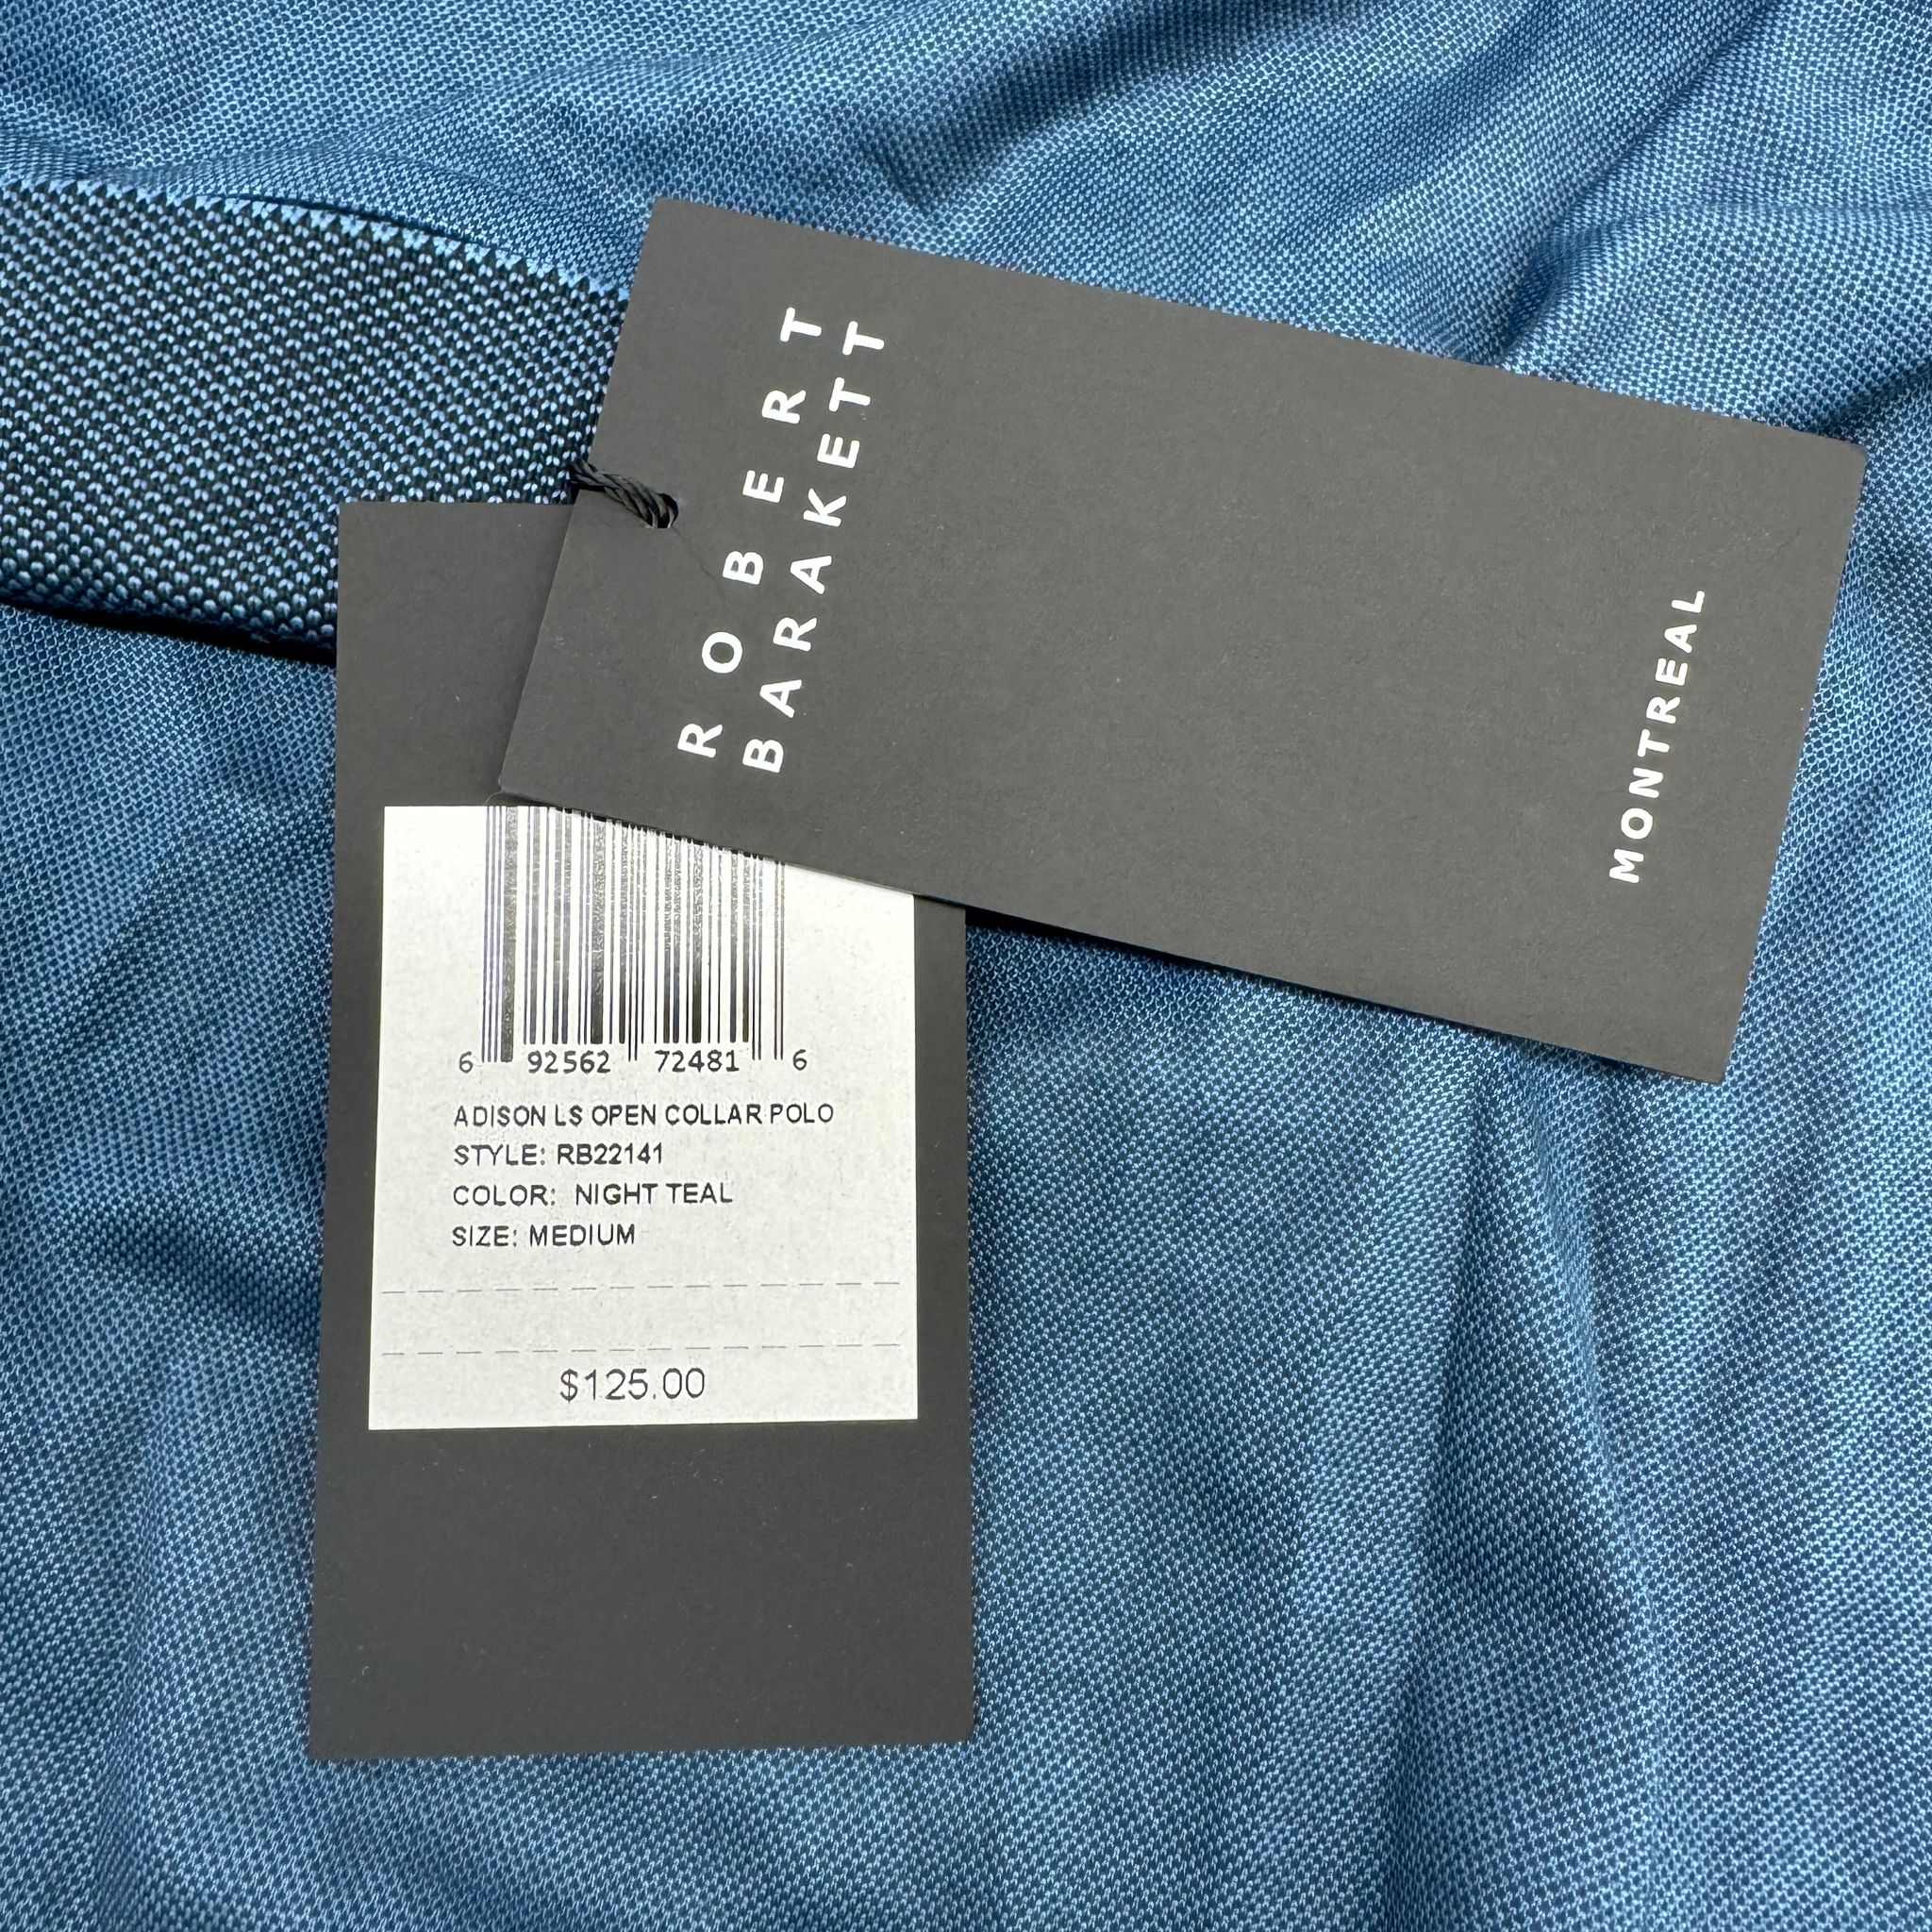 ROBERT
BARAKETT
MONTREAL
6 92562 72481 6
ADISON LS OPEN COLLAR POLO
STYLE: RB22141
COLOR: NIGHT TEAL
SIZE: MEDIUM
$125.00